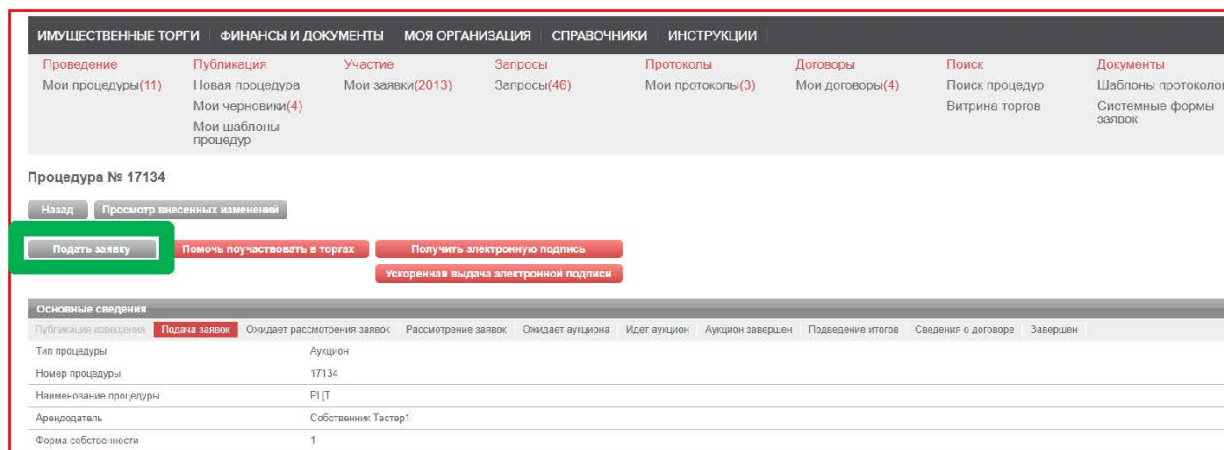 ИМУЩЕСТВЕННЫЕ ТОРГИ ФИНАНСЫ И ДОКУМЕНТЫ МОЯ ОРГАНИЗАЦИЯ СПРАВОЧНИКИ ИНСТРУКЦИИ
Проведение Публикация Участие Запросы Протоколы Договоры Поиск Документы
Мои процедуры(11) Новая процедура Мои заявки(2013) Запросы(46) Мои протоколы(3) Мои договоры(4) Поиск процедур Шаблоны протоколо
Мои черновики(4) Витрина торгов Системные формы
Мои шаблоны заявок
процедур
Процедура № 17134
Назад Просмотр внесенных изменений
Подать заявку Помочь поучаствовать в торгах Получить электронную подпись
Ускоренная выдача электронной подписи
Основные сведения
Публикация извещения Подача заявок Ожидает рассмотрения заявок Рассмотрение заявок Ожидает аукциона Идет аукцион Аукцион завершен Подведение итогов Сведения о договоре Завершен
Тип процедуры Аукцион
Номер процедуры 17134
Наименование процедуры
Арендодатель Собственник Тестер1
Форма собственности 1